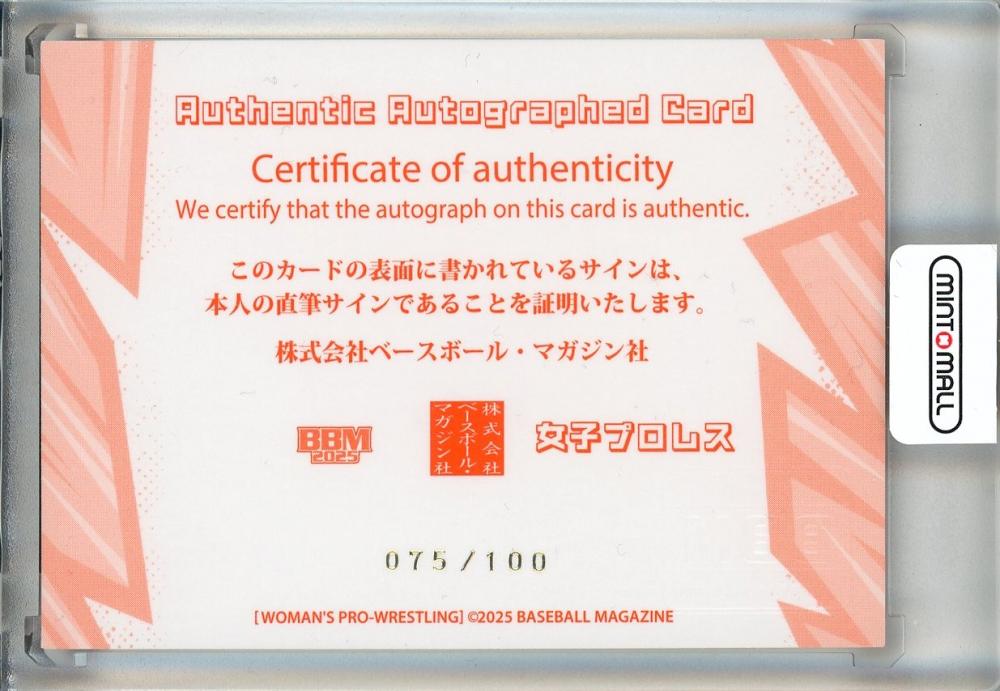 Authentic Autographed Card
Certificate of authenticity
We certify that the autograph on this card is authentic.
このカードの表面に書かれているサインは、
本人の直筆サインであることを証明いたします。
株式会社ベースボール・マガジン社
BBM
2025
株式会社
ベースボール・
マガジン社
女子プロレス
075/100
[WOMAN'S PRO-WRESTLING] ©2025 BASEBALL MAGAZINE
MINT MALL